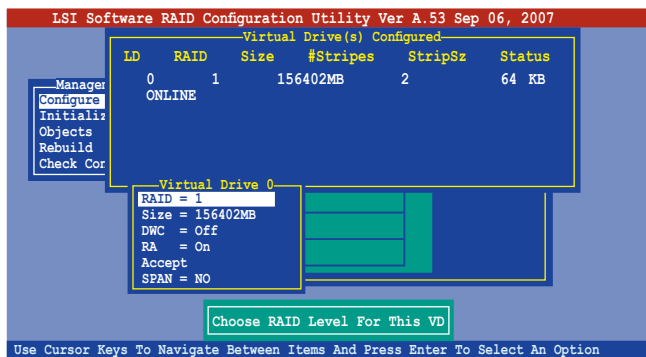 LSI Software RAID Configuration Utility Ver A.53 Sep 06, 2007
Virtual Drive(s) Configured
LD RAID Size #Stripes StripSz Status
0 1 156402MB 2 64 KB
ONLINE
Manager
Configure
Initializ
Objects
Rebuild
Check Con
Virtual Drive 0
RAID = 1
Size = 156402MB
DWC = Off
RA = On
Accept
SPAN = NO
Choose RAID Level For This VD
Use Cursor Keys To Navigate Between Items And Press Enter To Select An Option